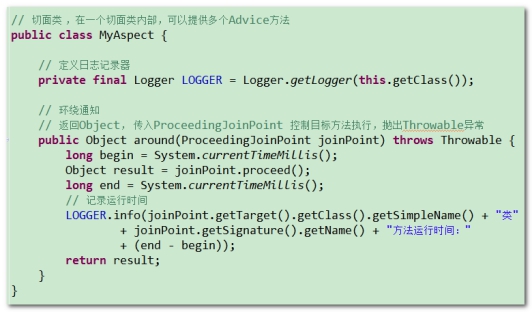 // 切面类 ，在一个切面类内部，可以提供多个Advice方法
public class MyAspect {
// 定义日志记录器
private final Logger LOGGER = Logger.getLogger(this.getClass());
// 环绕通知
// 返回Object， 传入ProceedingJoinPoint 控制目标方法执行，抛出Throwable异常
public Object around(ProceedingJoinPoint joinPoint) throws Throwable {
long begin = System.currentTimeMillis();
Object result = joinPoint.proceed();
long end = System.currentTimeMillis();
// 记录运行时间
LOGGER.info(joinPoint.getTarget().getClass().getSimpleName() + "类"
+ joinPoint.getSignature().getName() + "方法运行时间："
+ (end - begin));
return result;
}
}